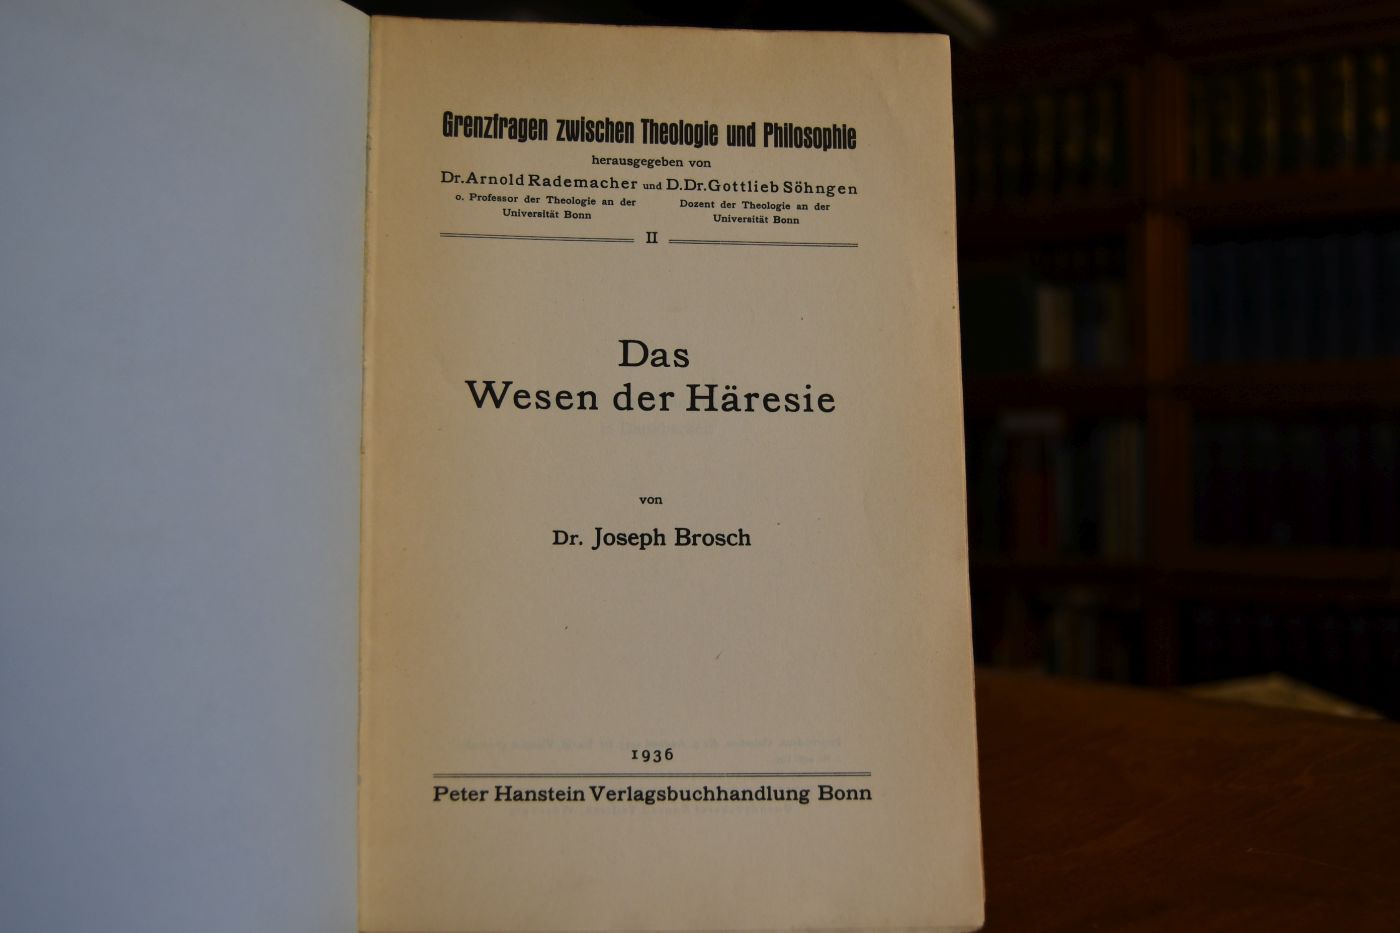 Grenzfragen zwischen Theologie und Philosophie
herausgegeben von
Dr. Arnold Rademacher und D.Dr. Gottlieb Söhngen
o. Professor der Theologie an der
Universität Bonn
Dozent der Theologie an der
Universität Bonn
II
Das
Wesen der Häresie
von
Dr. Joseph Brosch
1936
Peter Hanstein Verlagsbuchhandlung Bonn